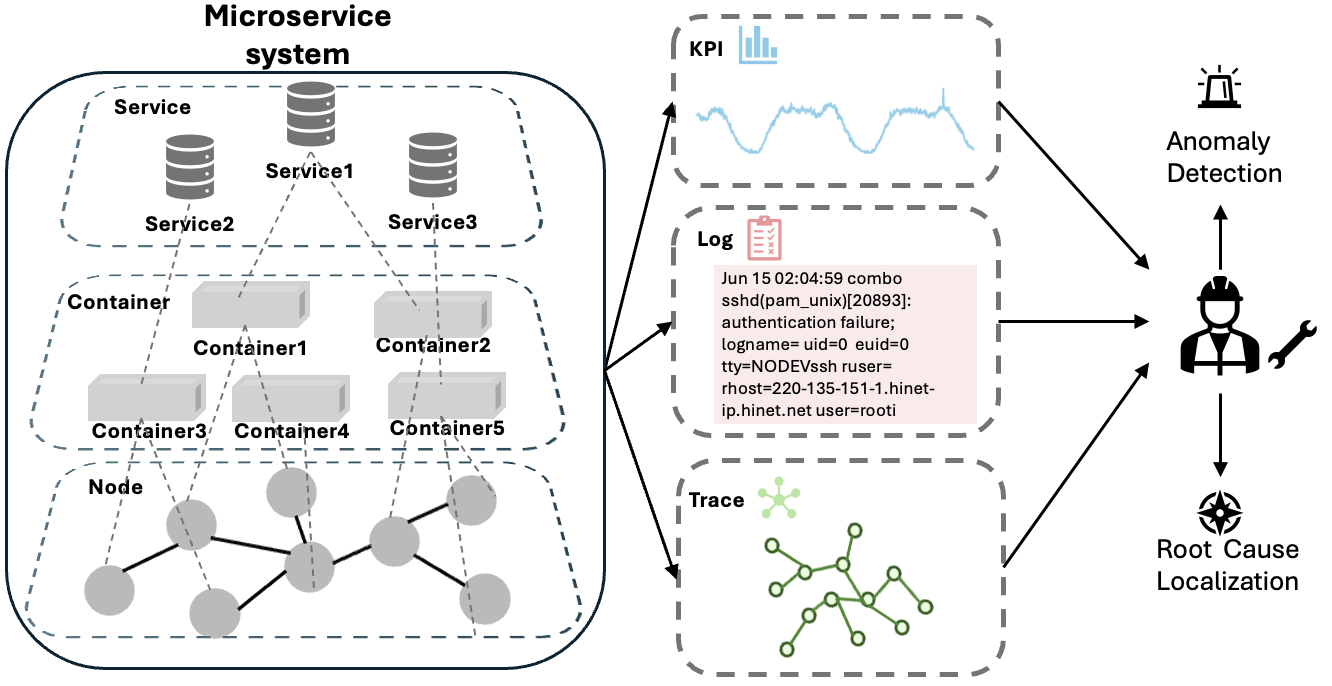 Microservice
system
Service
Service1
Service2
Service3
Container
Container1
Container2
Container3
Container4
Container5
Node
KPI
Log
Jun 15 02:04:59 combo
sshd(pam_unix)[20893]:
authentication failure;
logname= uid=0 euid=0
tty=NODEVssh ruser=
rhost=220-135-151-1.hinet-
ip.hinet.net user=rooti
Trace
Anomaly
Detection
Root Cause
Localization